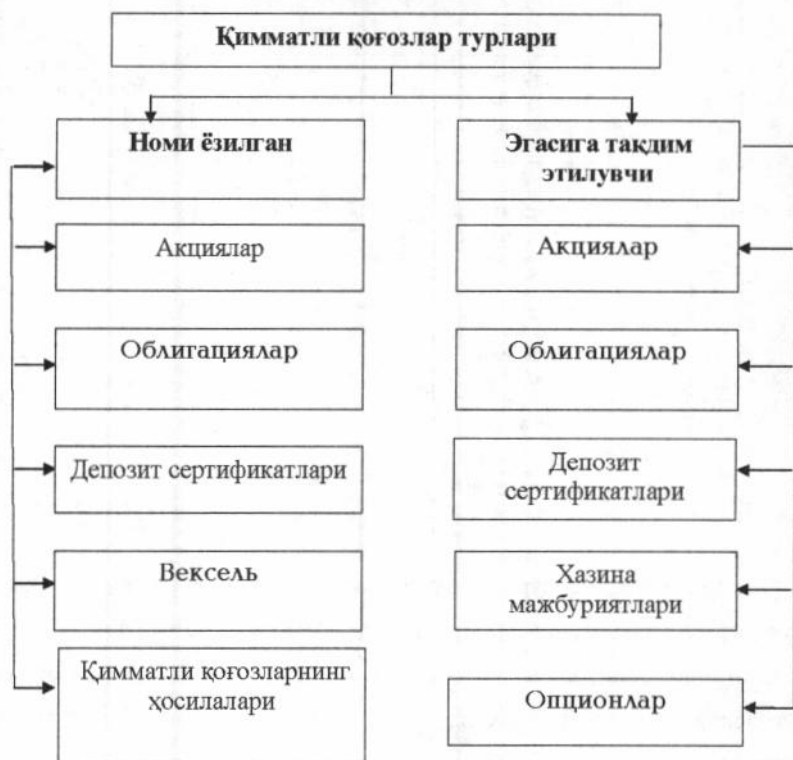 Қимматли қоғозлар турлари
Номи ёзилган
Эгасига тақдим
этилувчи
Акциялар
Акциялар
Облигациялар
Облигациялар
Депозит сертификатлари
Депозит
сертификатлари
Вексель
Хазина
мажбуриятлари
Қимматли қоғозларнинг
ҳосилалари
Опционлар